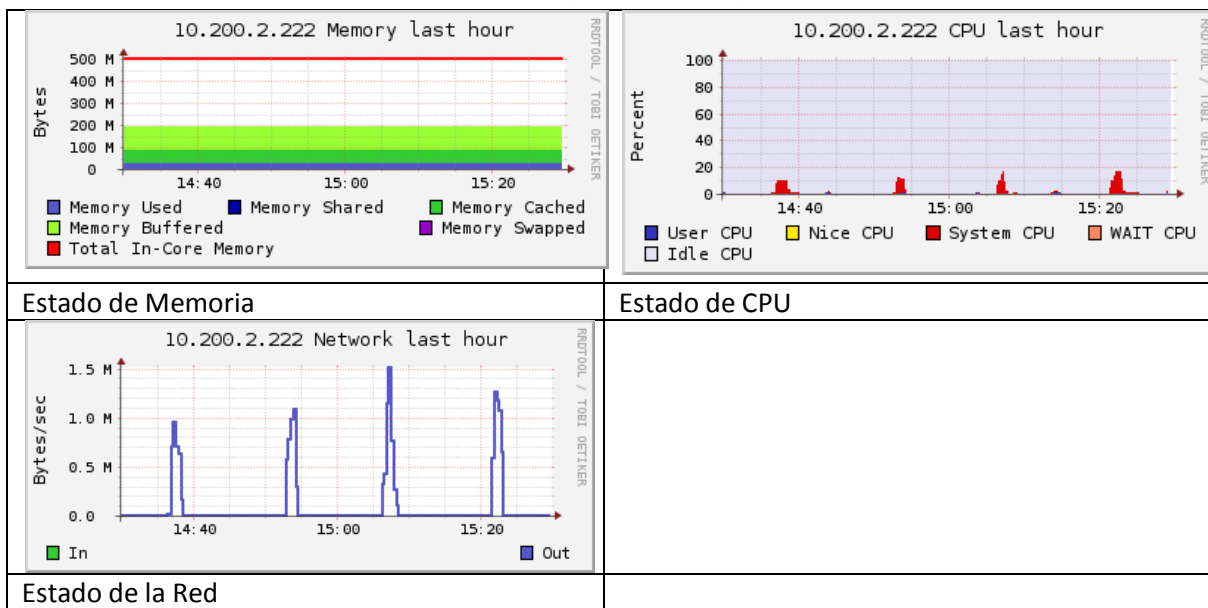 10.200.2.222 Memory last hour
RRDTOOL / TOBI OETIKER
Bytes
500 M
400 M
300 M
200 M
100 M
0
14:40 15:00 15:20
Memory Used Memory Shared Memory Cached
Memory Buffered Memory Swapped
Total In-Core Memory
10.200.2.222 CPU last hour
RRDTOOL / TOBI OETIKER
Percent
100
80
60
40
20
0
14:40 15:00 15:20
User CPU Nice CPU System CPU WAIT CPU
Idle CPU
Estado de Memoria
Estado de CPU
10.200.2.222 Network last hour
RRDTOOL / TOBI OETIKER
Bytes/sec
1.5 M
1.0 M
0.5 M
0.0
14:40 15:00 15:20
In Out
Estado de la Red